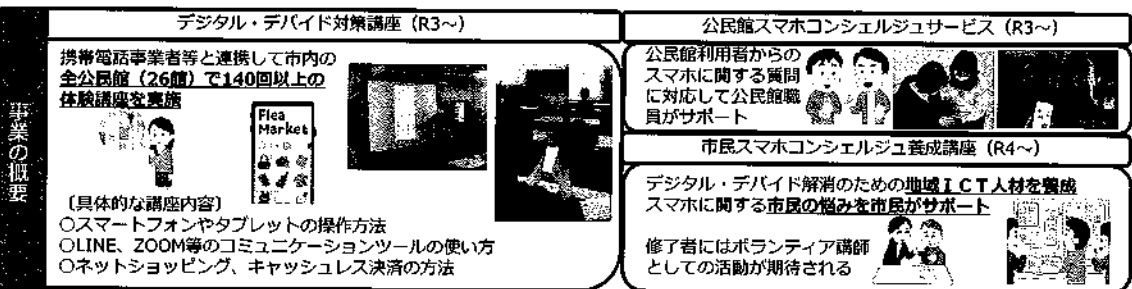 事業の概要
デジタル・デバイド対策講座（R3～）
携帯電話事業者等と連携して市内の
全公民館（26館）で140回以上の
体験講座を実施
Flea
Market
〔具体的な講座内容〕
○スマートフォンやタブレットの操作方法
○LINE、ZOOM等のコミュニケーションツールの使い方
○ネットショッピング、キャッシュレス決済の方法
公民館スマホコンシェルジュサービス（R3～）
公民館利用者からの
スマホに関する質問
に対応して公民館職
員がサポート
市民スマホコンシェルジュ養成講座（R4～）
デジタル・デバイド解消のための地域ＩＣＴ人材を養成
スマホに関する市民の悩みを市民がサポート
修了者にはボランティア講師
としての活動が期待される